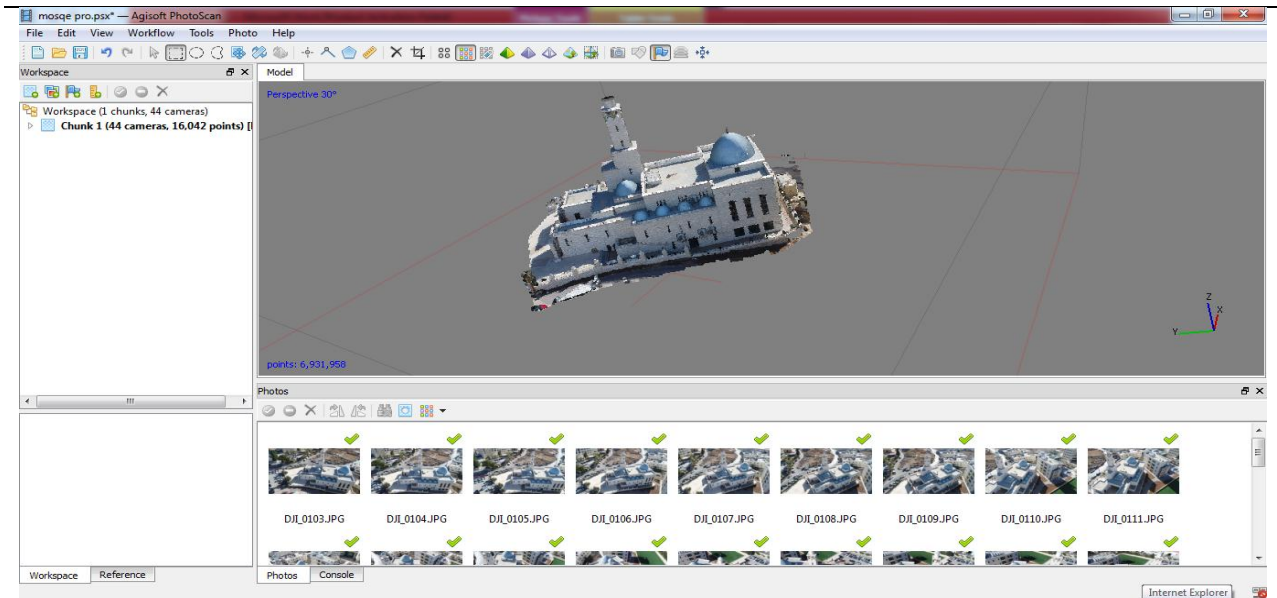 mosqe pro.psx* — Agisoft PhotoScan
File Edit View Workflow Tools Photo Help
Workspace
Workspace (1 chunks, 44 cameras)
Chunk 1 (44 cameras, 16,042 points) [
Model
Perspective 30°
Z
X
Y
points: 6,931,958
Photos
DJI_0103.JPG DJI_0104.JPG DJI_0105.JPG DJI_0106.JPG DJI_0107.JPG DJI_0108.JPG DJI_0109.JPG DJI_0110.JPG DJI_0111.JPG
Workspace Reference
Photos Console
Internet Explorer